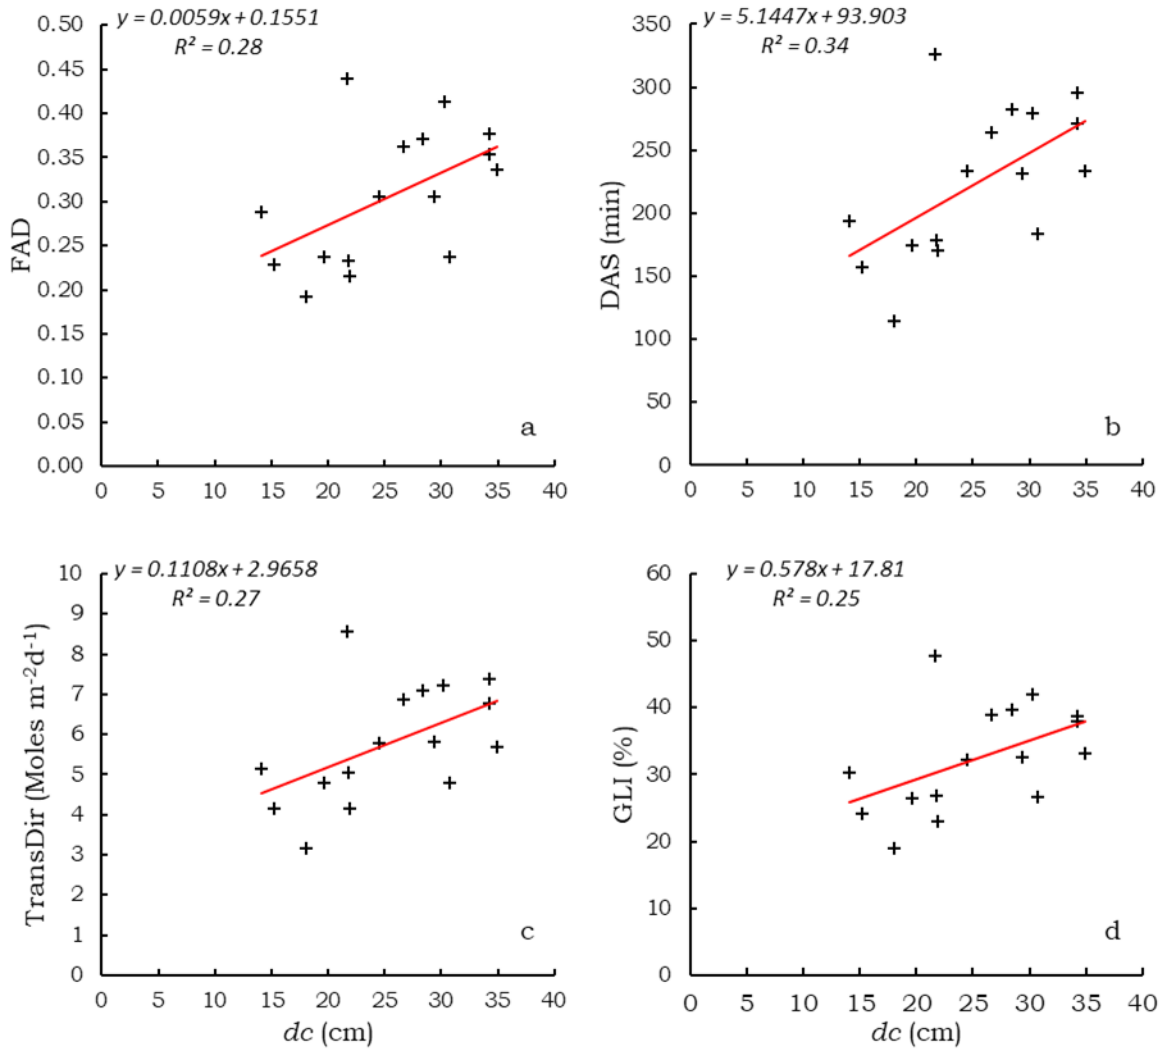 y = 0.0059x + 0.1551
R² = 0.28
0.50
0.45
0.40
0.35
0.30
0.25
0.20
0.15
0.10
0.05
0.00
FAD
a
0 5 10 15 20 25 30 35 40
y = 5.1447x + 93.903
R² = 0.34
350
300
250
200
150
100
50
0
DAS (min)
b
0 5 10 15 20 25 30 35 40
y = 0.1108x + 2.9658
R² = 0.27
10
9
8
7
6
5
4
3
2
1
0
TransDir (Moles m⁻²d⁻¹)
c
0 5 10 15 20 25 30 35 40
dc (cm)
y = 0.578x + 17.81
R² = 0.25
60
50
40
30
20
10
0
GLI (%)
d
0 5 10 15 20 25 30 35 40
dc (cm)